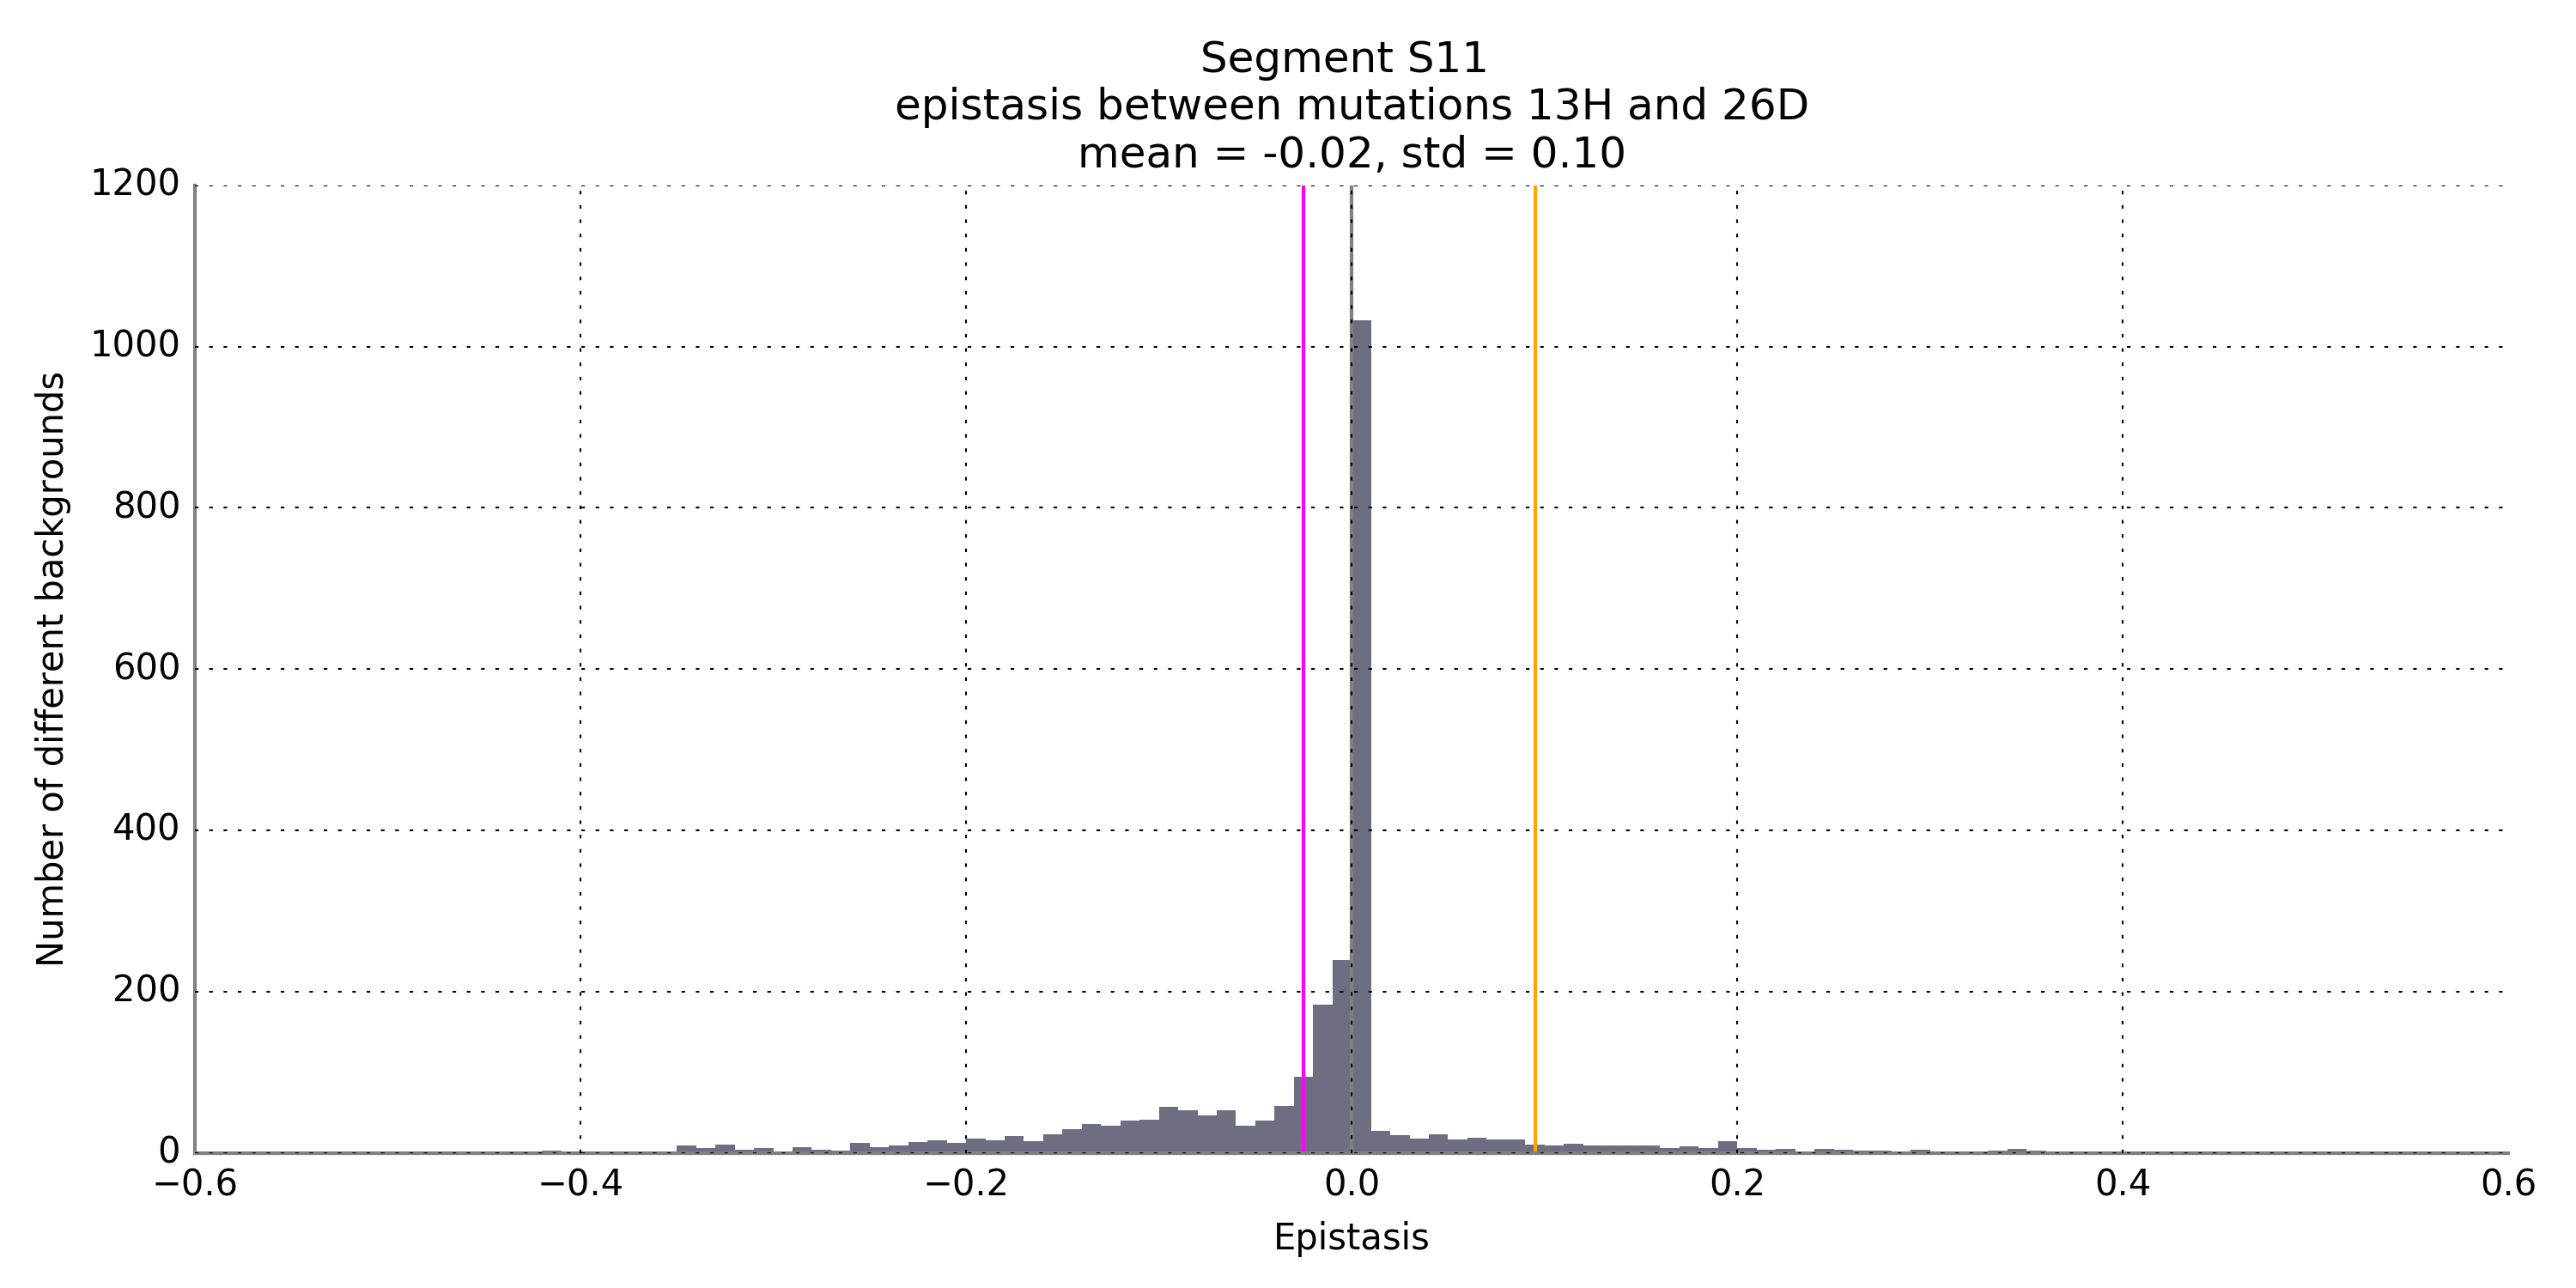 Segment S11
epistasis between mutations 13H and 26D
mean = -0.02, std = 0.10
1200
1000
800
600
400
200
0
Number of different backgrounds
−0.6
−0.4
−0.2
0.0
0.2
0.4
0.6
Epistasis